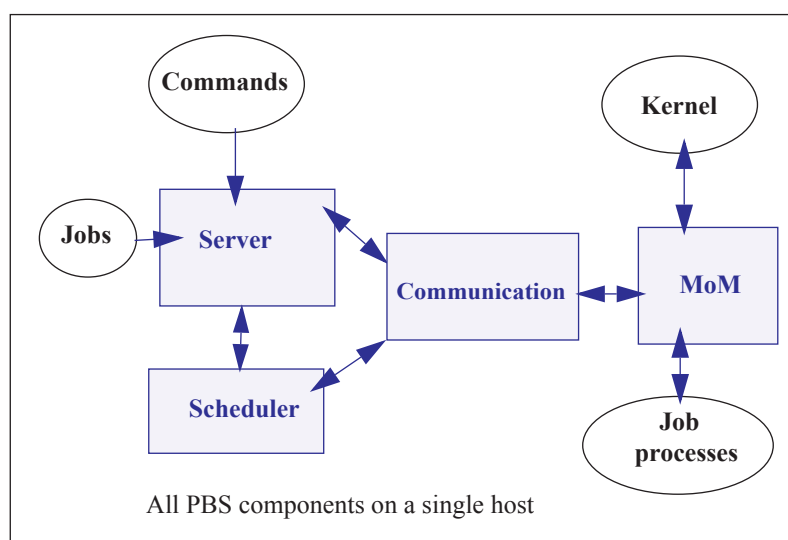 Commands
Kernel
Jobs
Server
Communication
MoM
Scheduler
Job
processes
All PBS components on a single host